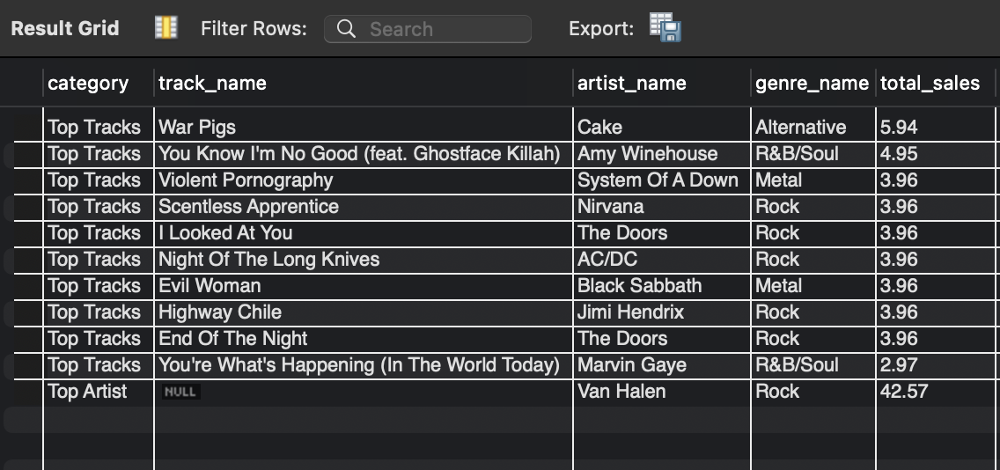 Result Grid Filter Rows: Search Export:
category track_name artist_name genre_name total_sales
Top Tracks War Pigs Cake Alternative 5.94
Top Tracks You Know I'm No Good (feat. Ghostface Killah) Amy Winehouse R&B/Soul 4.95
Top Tracks Violent Pornography System Of A Down Metal 3.96
Top Tracks Scentless Apprentice Nirvana Rock 3.96
Top Tracks I Looked At You The Doors Rock 3.96
Top Tracks Night Of The Long Knives AC/DC Rock 3.96
Top Tracks Evil Woman Black Sabbath Metal 3.96
Top Tracks Highway Chile Jimi Hendrix Rock 3.96
Top Tracks End Of The Night The Doors Rock 3.96
Top Tracks You're What's Happening (In The World Today) Marvin Gaye R&B/Soul 2.97
Top Artist NULL Van Halen Rock 42.57